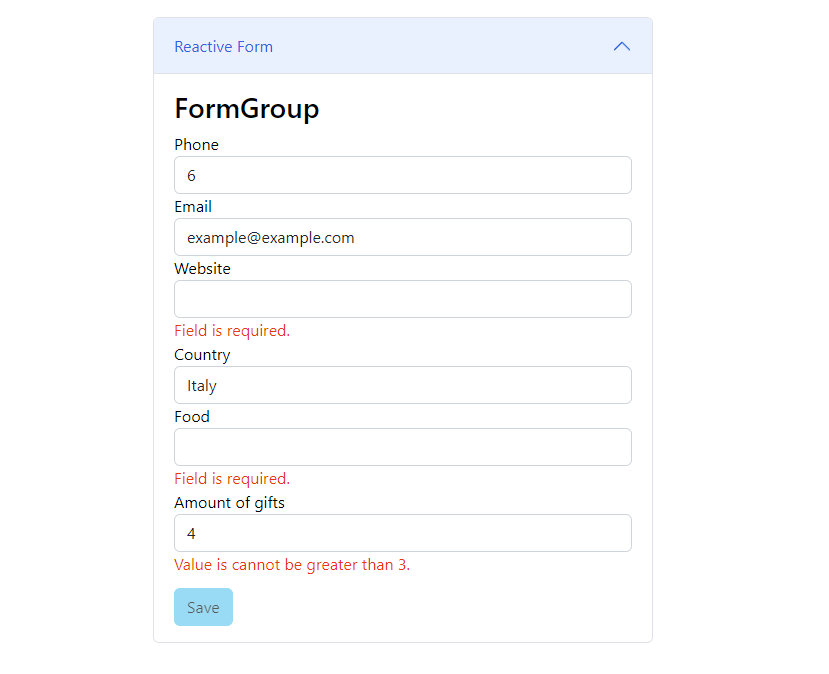 Reactive Form
FormGroup
Phone
6
Email
example@example.com
Website
Field is required.
Country
Italy
Food
Field is required.
Amount of gifts
4
Value is cannot be greater than 3.
Save